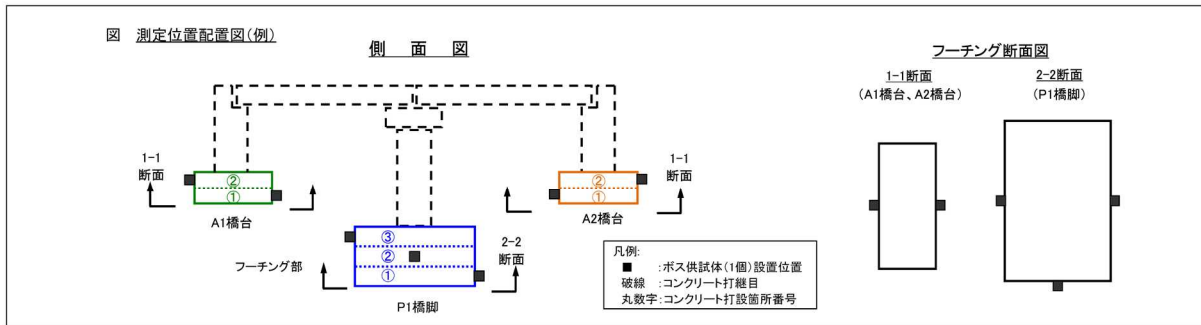 図 測定位置配置図(例)
側 面 図
フーチング断面図
1-1断面
(A1橋台、A2橋台)
2-2断面
(P1橋脚)
1-1
断面
②
①
A1橋台
1-1
断面
②
①
A2橋台
フーチング部
③
②
①
2-2
断面
P1橋脚
凡例:
■ :ボス供試体(1個)設置位置
破線 :コンクリート打継目
丸数字:コンクリート打設箇所番号